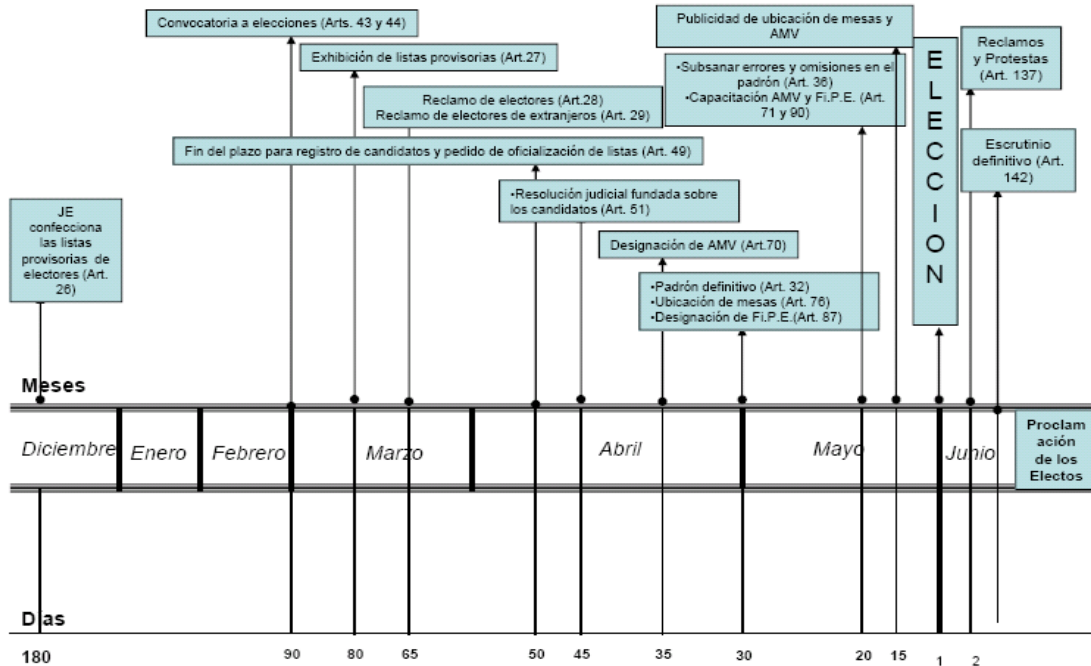 Convocatoria a elecciones (Arts. 43 y 44)
Exhibición de listas provisorias (Art.27)
Reclamo de electores (Art.28)
Reclamo de electores de extranjeros (Art. 29)
Fin del plazo para registro de candidatos y pedido de oficialización de listas (Art. 49)
•Resolución judicial fundada sobre
los candidatos (Art. 51)
Designación de AMV (Art.70)
•Padrón definitivo (Art. 32)
•Ubicación de mesas (Art. 76)
•Designación de Fi.P.E.(Art. 87)
Publicidad de ubicación de mesas y
AMV
•Subsanar errores y omisiones en el
padrón (Art. 36)
•Capacitación AMV y Fi.P.E. (Art.
71 y 90)
E
L
E
C
C
I
O
N
Reclamos
y Protestas
(Art. 137)
Escrutinio
definitivo (Art.
142)
JE
confecciona
las listas
provisorias de
electores (Art.
26)
Meses
Diciembre Enero Febrero Marzo Abril Mayo Junio
Proclam
ación
de los
Electos
Días
180 90 80 65 50 45 35 30 20 15 1 2